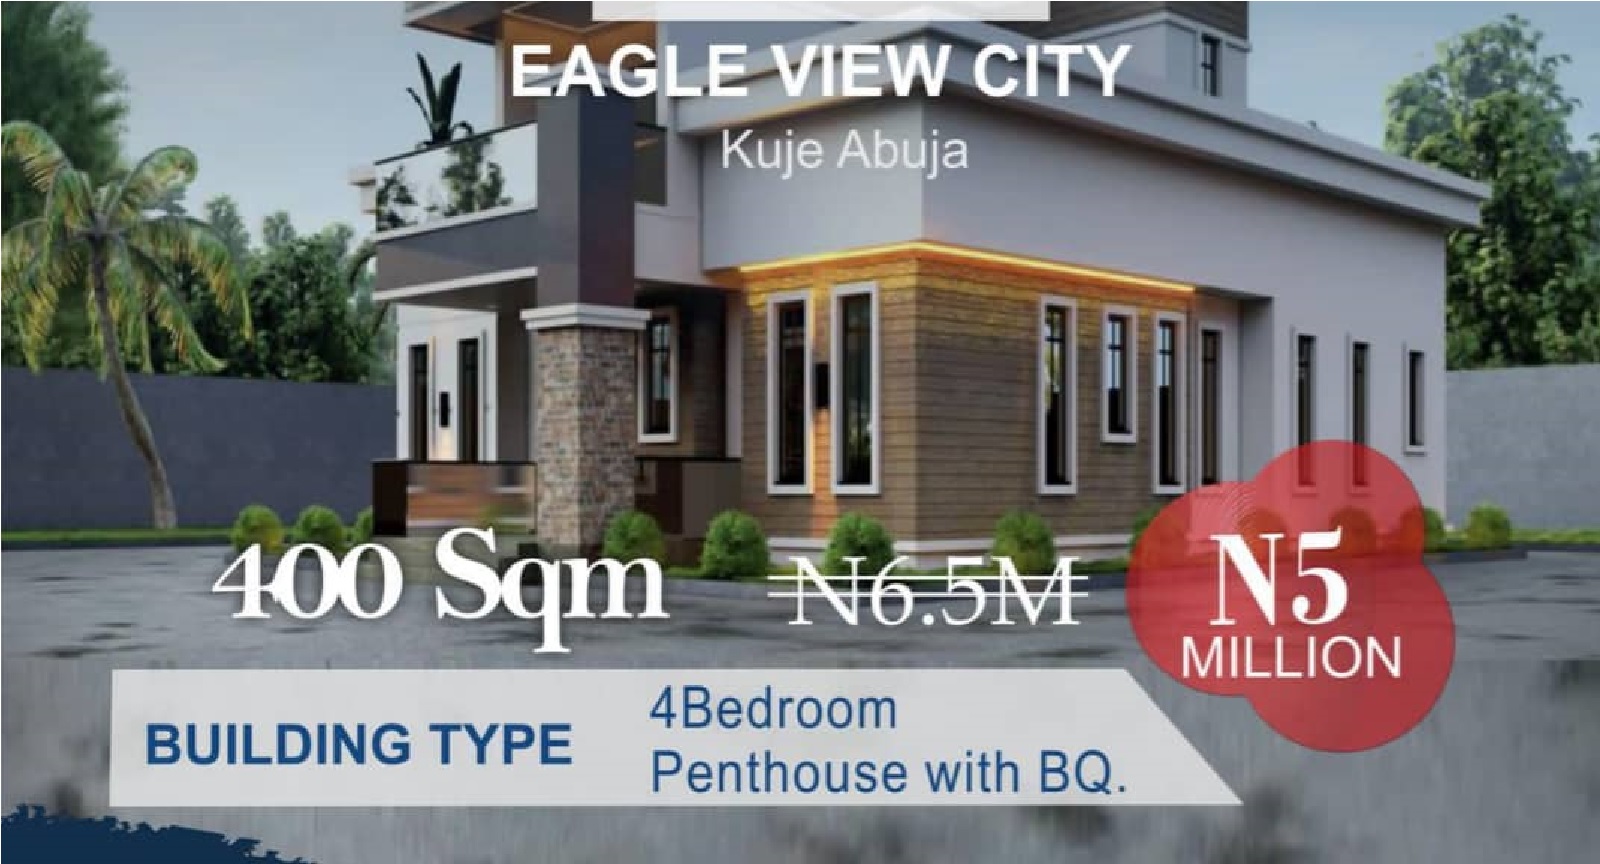 EAGLE VIEW CITY
Kuje Abuja
400 Sqm
N6.5M
N5
MILLION
BUILDING TYPE
4Bedroom
Penthouse with BQ.